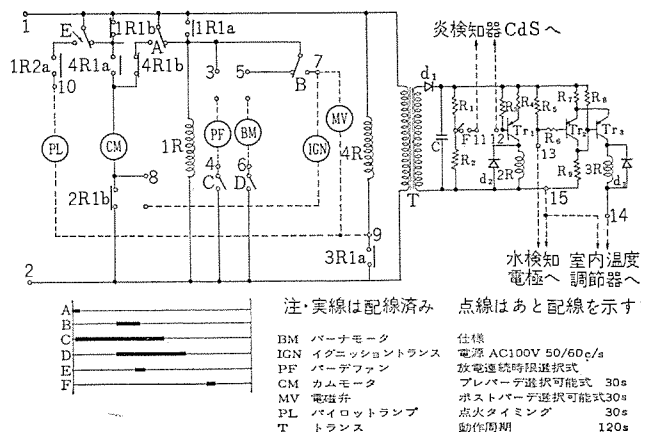 1
E
1R1b
1R1a
A
1R2a
4R1a
4R1b
10
3
5
7
B
PL
CM
1R
PF
BM
IGN
MV
4R
8
2R1b
4
6
C
D
9
3R1a
2
炎検知器CdSへ
d₁
T
C
R₁
R₂
F
11
12
R₄
R₅
Tr₁
R₆
13
R₇
R₈
Tr₃
R₉
d₂
2R
3R
15
14
水検知電極へ
室内温度調節器へ
A
B
C
D
E
F
注・実線は配線済み 点線はあと配線を示す
BM バーナモータ
IGN イグニッショントランス
PF パーデファン
CM カムモータ
MV 電磁弁
PL パイロットランプ
T トランス
仕様
電源 AC100V 50/60c/s
放電連続時限選択式
プレパーデ選択可能式 30s
ポストパーデ選択可能式30s
点火タイミング 30s
動作周期 120s